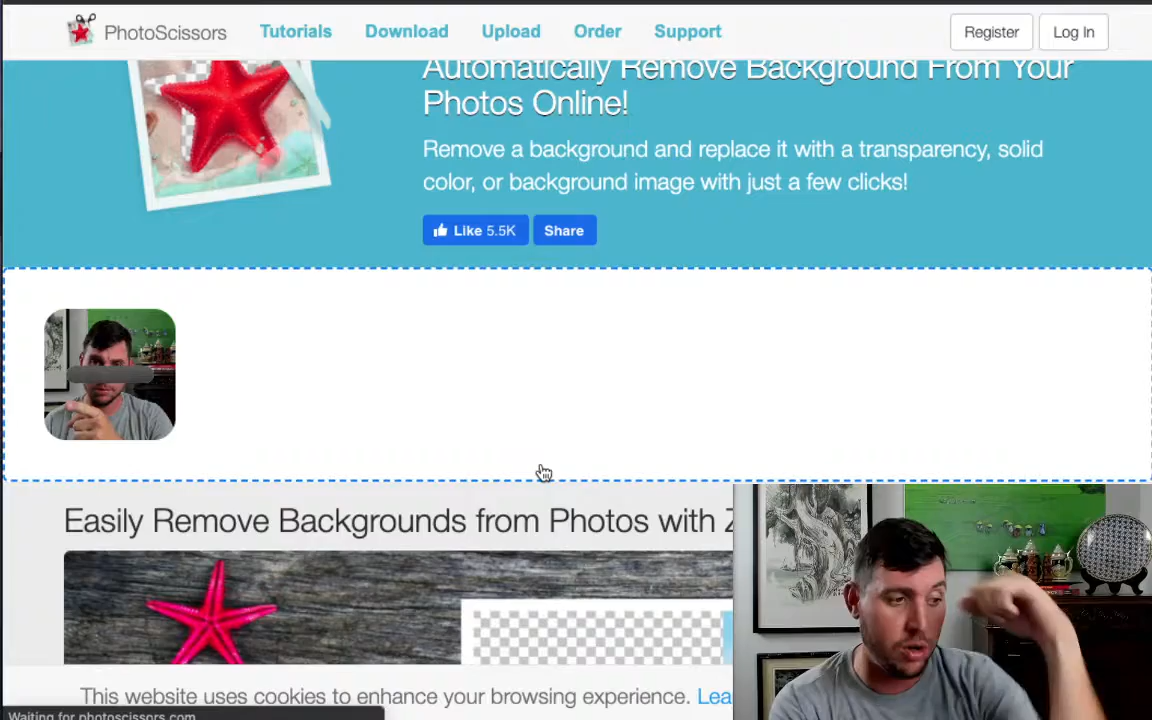 PhotoScissors Tutorials Download Upload Order Support Register Log In
Automatically Remove Background From Your
Photos Online!
Remove a background and replace it with a transparency, solid
color, or background image with just a few clicks!
Like 5.5K Share
Easily Remove Backgrounds from Photos with
This website uses cookies to enhance your browsing experience. Lea
Waiting for photoscissors.com